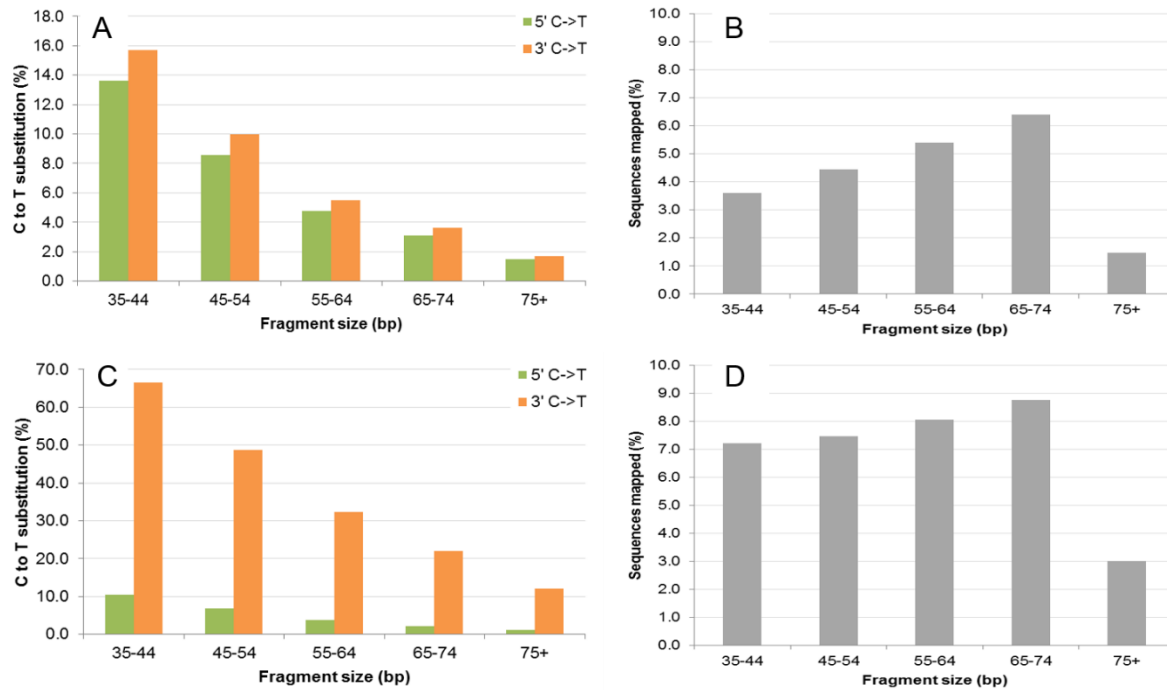 A
5' C->T
3' C->T
C to T substitution (%)
18.0
16.0
14.0
12.0
10.0
8.0
6.0
4.0
2.0
0.0
35-44 45-54 55-64 65-74 75+
Fragment size (bp)
B
Sequences mapped (%)
10.0
9.0
8.0
7.0
6.0
5.0
4.0
3.0
2.0
1.0
0.0
35-44 45-54 55-64 65-74 75+
Fragment size (bp)
C
5' C->T
3' C->T
C to T substitution (%)
70.0
60.0
50.0
40.0
30.0
20.0
10.0
0.0
35-44 45-54 55-64 65-74 75+
Fragment size (bp)
D
Sequences mapped (%)
10.0
9.0
8.0
7.0
6.0
5.0
4.0
3.0
2.0
1.0
0.0
35-44 45-54 55-64 65-74 75+
Fragment size (bp)